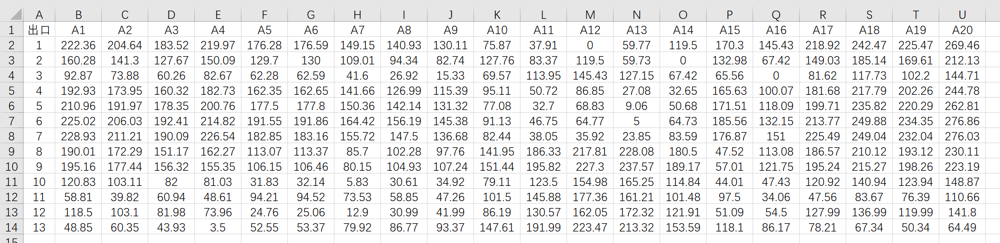 A B C D E F G H I J K L M N O P Q R S T U
1 出口 A1 A2 A3 A4 A5 A6 A7 A8 A9 A10 A11 A12 A13 A14 A15 A16 A17 A18 A19 A20
2 1 222.36 204.64 183.52 219.97 176.28 176.59 149.15 140.93 130.11 75.87 37.91 0 59.77 119.5 170.3 145.43 218.92 242.47 225.47 269.46
3 2 160.28 141.3 127.67 150.09 129.7 130 109.01 94.34 82.74 127.76 83.37 119.5 59.73 0 132.98 67.42 149.03 185.14 169.61 212.13
4 3 92.87 73.88 60.26 82.67 62.28 62.59 41.6 26.92 15.33 69.57 113.95 145.43 127.15 67.42 65.56 0 81.62 117.73 102.2 144.71
5 4 192.93 173.95 160.32 182.73 162.35 162.65 141.66 126.99 115.39 95.11 50.72 86.85 27.08 32.65 165.63 100.07 181.68 217.79 202.26 244.78
6 5 210.96 191.97 178.35 200.76 177.5 177.8 150.36 142.14 131.32 77.08 32.7 68.83 9.06 50.68 171.51 118.09 199.71 235.82 220.29 262.81
7 6 225.02 206.03 192.41 214.82 191.55 191.86 164.42 156.19 145.38 91.13 46.75 64.77 5 64.73 185.56 132.15 213.77 249.88 234.35 276.86
8 7 228.93 211.21 190.09 226.54 182.85 183.16 155.72 147.5 136.68 82.44 38.05 35.92 23.85 83.59 176.87 151 225.49 249.04 232.04 276.03
9 8 190.01 172.29 151.17 162.27 113.07 113.37 85.7 102.28 97.76 141.95 186.33 217.81 228.08 180.5 47.52 113.08 186.57 210.12 193.12 230.11
10 9 195.16 177.44 156.32 155.35 106.15 106.46 80.15 104.93 107.24 151.44 195.82 227.3 237.57 189.17 57.01 121.75 195.24 215.27 198.26 223.19
11 10 120.83 103.11 82 81.03 31.83 32.14 5.83 30.61 34.92 79.11 123.5 154.98 165.25 114.84 44.01 47.43 120.92 140.94 123.94 148.87
12 11 58.81 39.82 60.94 48.61 94.21 94.52 73.53 58.85 47.26 101.5 145.88 177.36 161.21 101.48 97.5 34.06 47.56 83.67 76.39 110.66
13 12 118.5 103.1 81.98 73.96 24.76 25.06 12.9 30.99 41.99 86.19 130.57 162.05 172.32 121.91 51.09 54.5 127.99 136.99 119.99 141.8
14 13 48.85 60.35 43.93 3.5 52.55 53.37 79.92 86.77 93.37 147.61 191.99 223.47 213.32 153.59 118.1 86.17 78.21 67.34 50.34 64.49
15